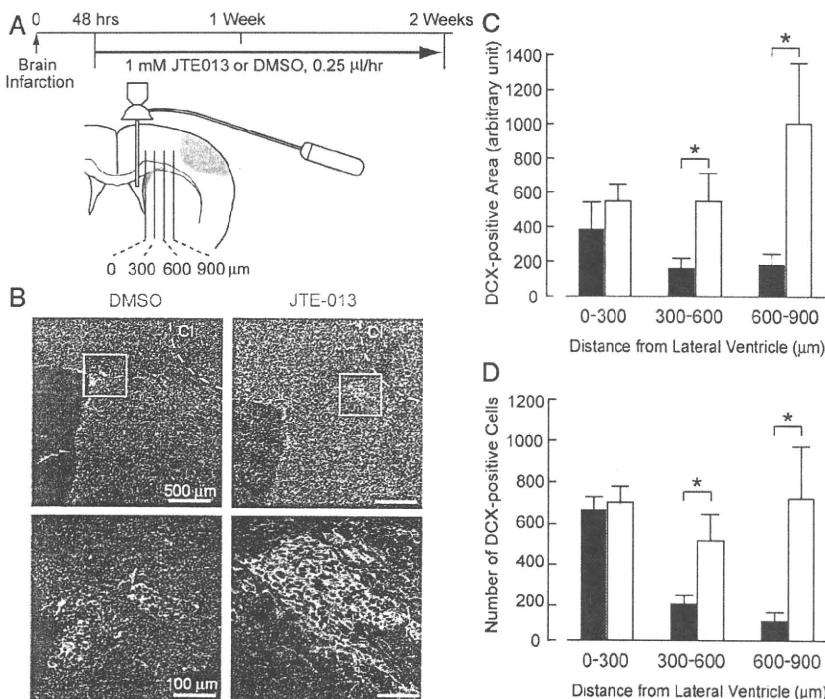 A
0
48 hrs
1 Week
2 Weeks
Brain
Infarction
1 mM JTE013 or DMSO, 0.25 µl/hr
0 300 600 900 µm
B
DMSO
JTE-013
CI
CI
500 µm
100 µm
C
DCX-positive Area (arbitrary unit)
1400
1200
1000
800
600
400
200
0
*
*
0-300
300-600
600-900
Distance from Lateral Ventricle (µm)
D
Number of DCX-positive Cells
1200
1000
800
600
400
200
0
*
*
0-300
300-600
600-900
Distance from Lateral Ventricle (µm)